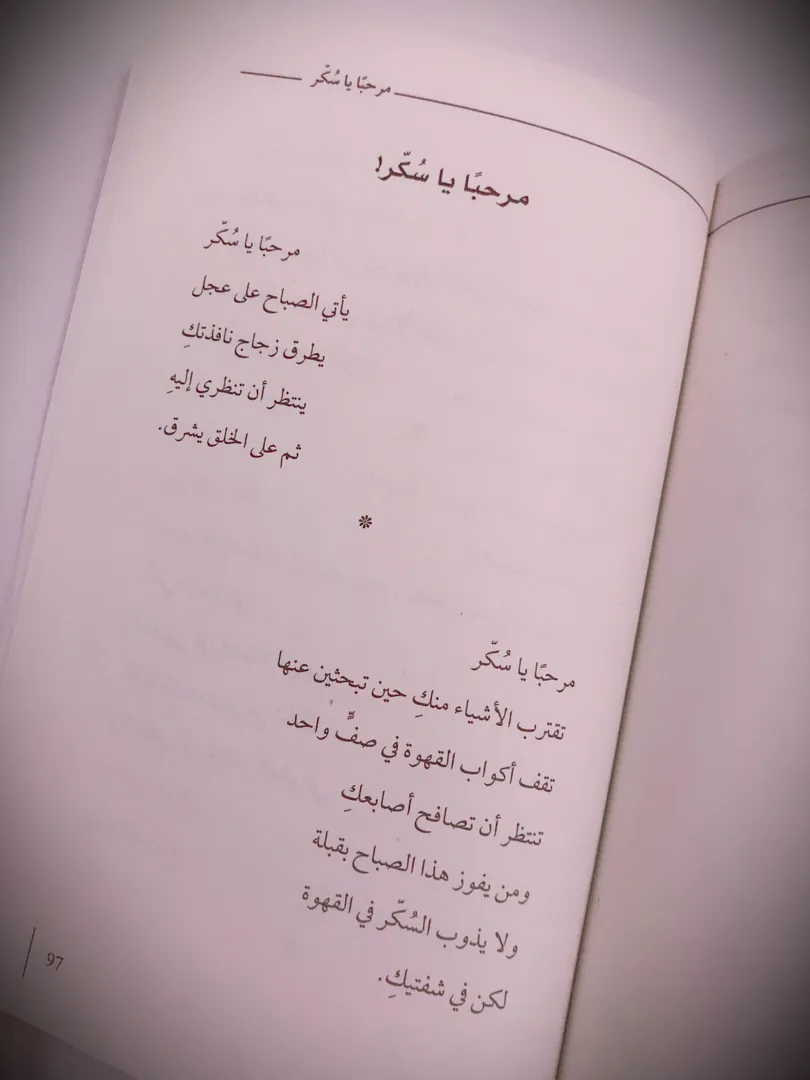 مرحبًا يا سُكّر
مرحبًا يا سُكّر!
مرحبًا يا سُكّر
يأتي الصباح على عجل
يطرق زجاج نافذتكِ
ينتظر أن تنظري إليهِ
ثم على الخلق يشرق.
*
مرحبًا يا سُكّر
تقترب الأشياء منكِ حين تبحثين عنها
تقف أكواب القهوة في صفٍّ واحد
تنتظر أن تصافح أصابعكِ
ومن يفوز هذا الصباح بقبلة
ولا يذوب السُكّر في القهوة
لكن في شفتيكِ.
97